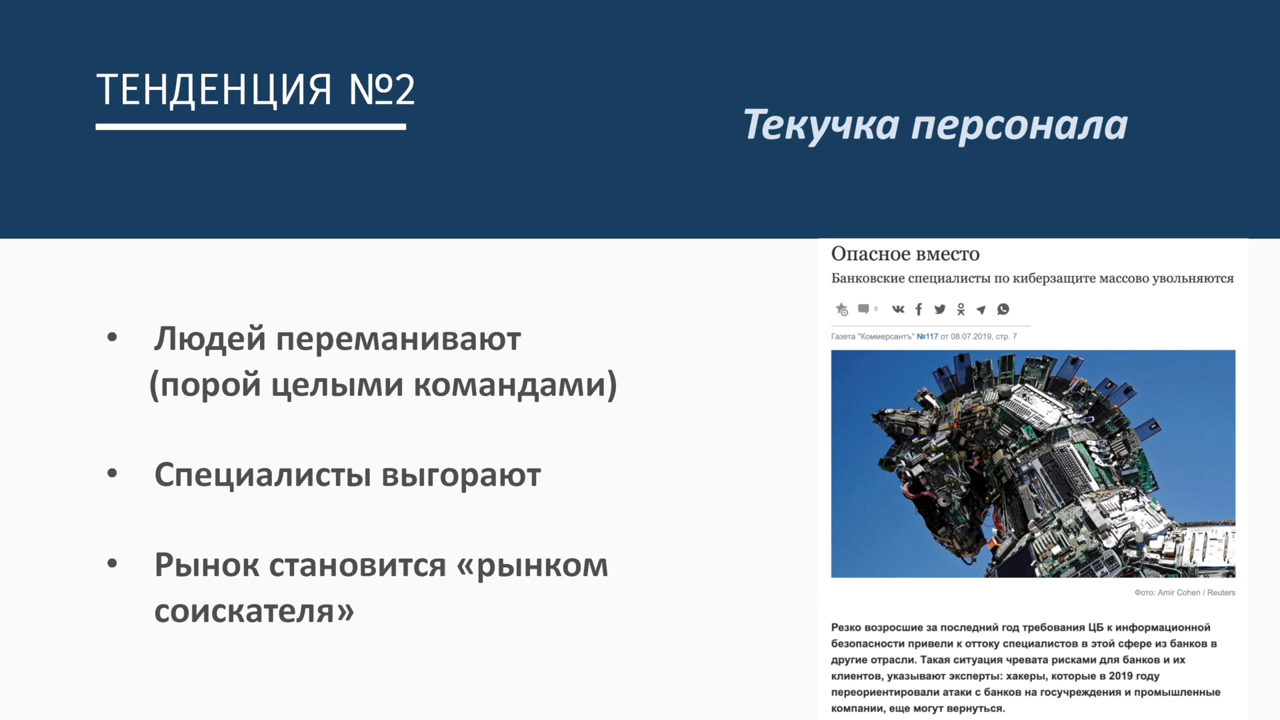 ТЕНДЕНЦИЯ №2
Текучка персонала
• Людей переманивают
(порой целыми командами)
• Специалисты выгорают
• Рынок становится «рынком
соискателя»
Опасное вместо
Банковские специалисты по киберзащите массово увольняются
5
Газета "Коммерсантъ" №117 от 08.07.2019, стр. 7
Фото: Amir Cohen / Reuters
Резко возросшие за последний год требования ЦБ к информационной
безопасности привели к оттоку специалистов в этой сфере из банков в
другие отрасли. Такая ситуация чревата рисками для банков и их
клиентов, указывают эксперты: хакеры, которые в 2019 году
переориентировали атаки с банков на госучреждения и промышленные
компании, еще могут вернуться.